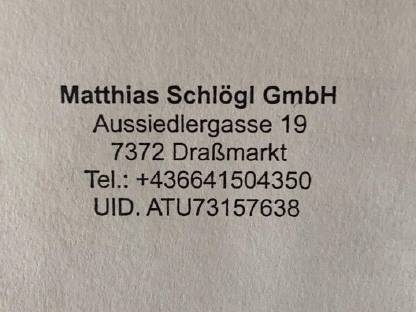 Matthias Schlögl GmbH
Aussiedlergasse 19
7372 Draßmarkt
Tel.: +436641504350
UID. ATU73157638